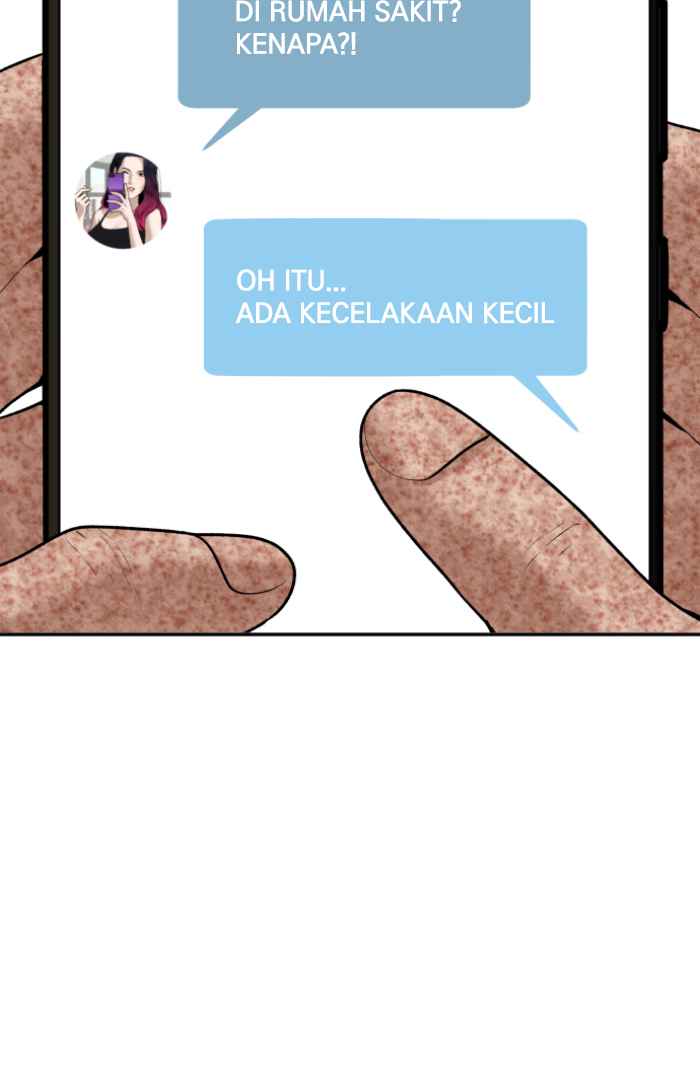 DI RUMAH SAKIT?
KENAPA?!
OH ITU...
ADA KECELAKAAN KECIL